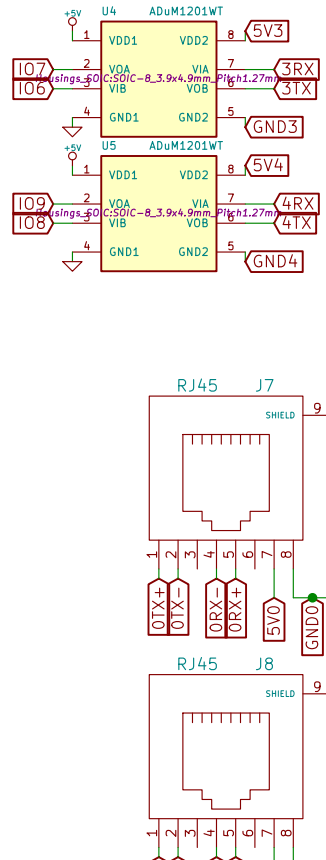 U4 ADuM1201WT
+5V
1 VDD1 VDD2 8 5V3
IO7 2 VOA VIA 7 3RX
Housings_SOIC:SOIC-8_3.9x4.9mm_Pitch1.27mm
IO6 3 VIB VOB 6 3TX
4 GND1 GND2 5 GND3
U5 ADuM1201WT
+5V
1 VDD1 VDD2 8 5V4
IO9 2 VOA VIA 7 4RX
Housings_SOIC:SOIC-8_3.9x4.9mm_Pitch1.27mm
IO8 3 VIB VOB 6 4TX
4 GND1 GND2 5 GND4
RJ45 J7
SHIELD 9
1 2 3 4 5 6 7 8
0TX+ 0TX- 0RX- 0RX+ 5V0 GND0
RJ45 J8
SHIELD 9
1 2 3 4 5 6 7 8